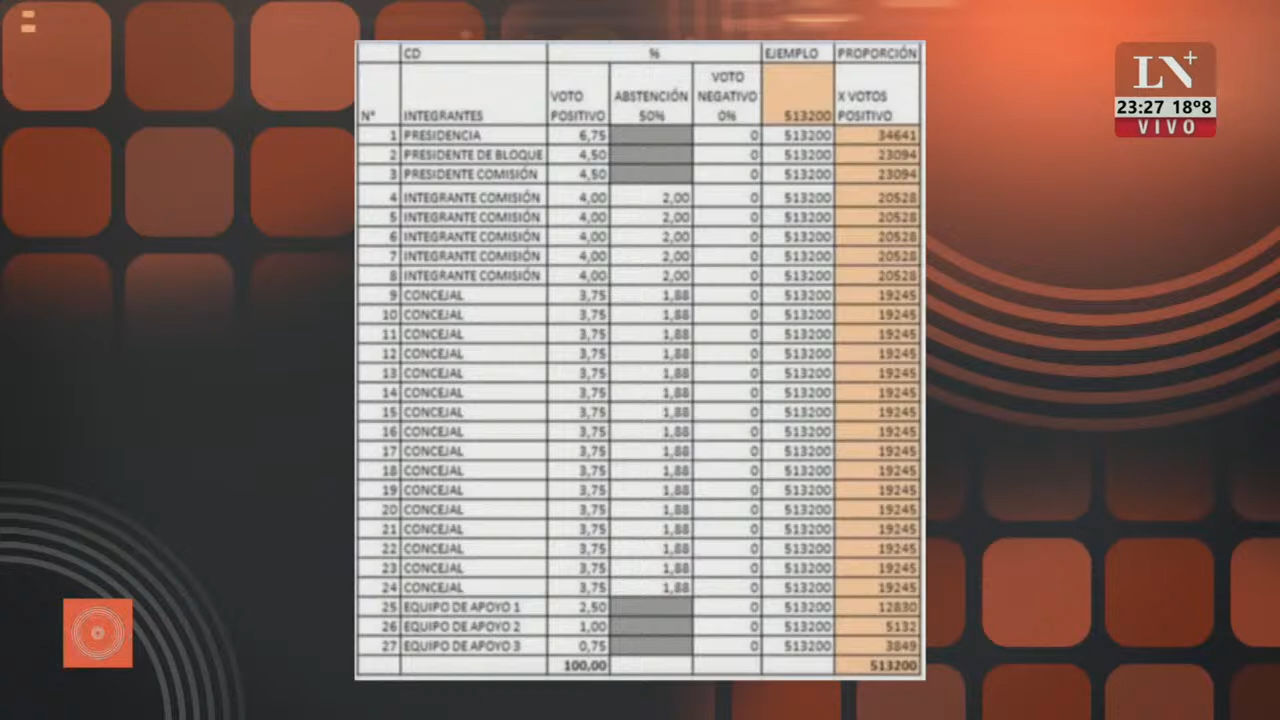 CD % EJEMPLO PROPORCIÓN
N° INTEGRANTES VOTO POSITIVO ABSTENCIÓN 50% VOTO NEGATIVO 0% 513200 X VOTOS POSITIVO
1 PRESIDENCIA 6,75 0 513200 34641
2 PRESIDENTE DE BLOQUE 4,50 0 513200 23094
3 PRESIDENTE COMISIÓN 4,50 0 513200 23094
4 INTEGRANTE COMISIÓN 4,00 2,00 0 513200 20528
5 INTEGRANTE COMISIÓN 4,00 2,00 0 513200 20528
6 INTEGRANTE COMISIÓN 4,00 2,00 0 513200 20528
7 INTEGRANTE COMISIÓN 4,00 2,00 0 513200 20528
8 INTEGRANTE COMISIÓN 4,00 2,00 0 513200 20528
9 CONCEJAL 3,75 1,88 0 513200 19245
10 CONCEJAL 3,75 1,88 0 513200 19245
11 CONCEJAL 3,75 1,88 0 513200 19245
12 CONCEJAL 3,75 1,88 0 513200 19245
13 CONCEJAL 3,75 1,88 0 513200 19245
14 CONCEJAL 3,75 1,88 0 513200 19245
15 CONCEJAL 3,75 1,88 0 513200 19245
16 CONCEJAL 3,75 1,88 0 513200 19245
17 CONCEJAL 3,75 1,88 0 513200 19245
18 CONCEJAL 3,75 1,88 0 513200 19245
19 CONCEJAL 3,75 1,88 0 513200 19245
20 CONCEJAL 3,75 1,88 0 513200 19245
21 CONCEJAL 3,75 1,88 0 513200 19245
22 CONCEJAL 3,75 1,88 0 513200 19245
23 CONCEJAL 3,75 1,88 0 513200 19245
24 CONCEJAL 3,75 1,88 0 513200 19245
25 EQUIPO DE APOYO 1 2,50 0 513200 12830
26 EQUIPO DE APOYO 2 1,00 0 513200 5132
27 EQUIPO DE APOYO 3 0,75 0 513200 3849
100,00 513200
LN+
23:27 18º8
VIVO